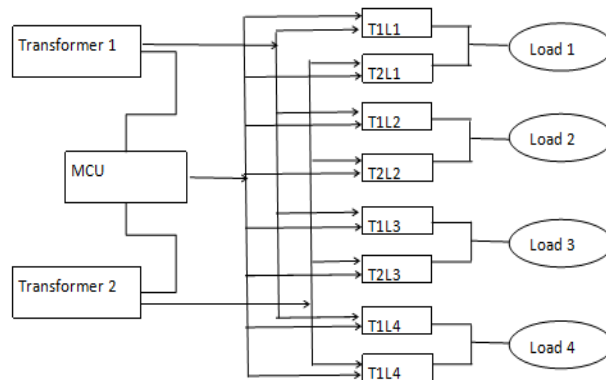 Transformer 1
MCU
Transformer 2
T1L1
T2L1
T1L2
T2L2
T1L3
T2L3
T1L4
T1L4
Load 1
Load 2
Load 3
Load 4